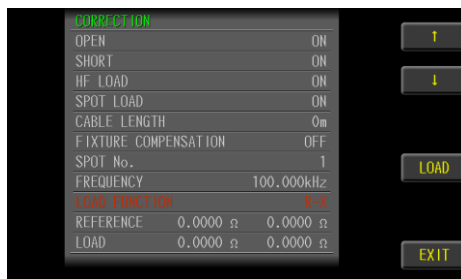 CORRECTION
OPEN ON
SHORT ON
HF LOAD ON
SPOT LOAD ON
CABLE LENGTH 0m
FIXTURE COMPENSATION OFF
SPOT No. 1
FREQUENCY 100.000kHz
LOAD FUNCTION R-X
REFERENCE 0.0000 Ω 0.0000 Ω
LOAD 0.0000 Ω 0.0000 Ω
↑
↓
LOAD
EXIT